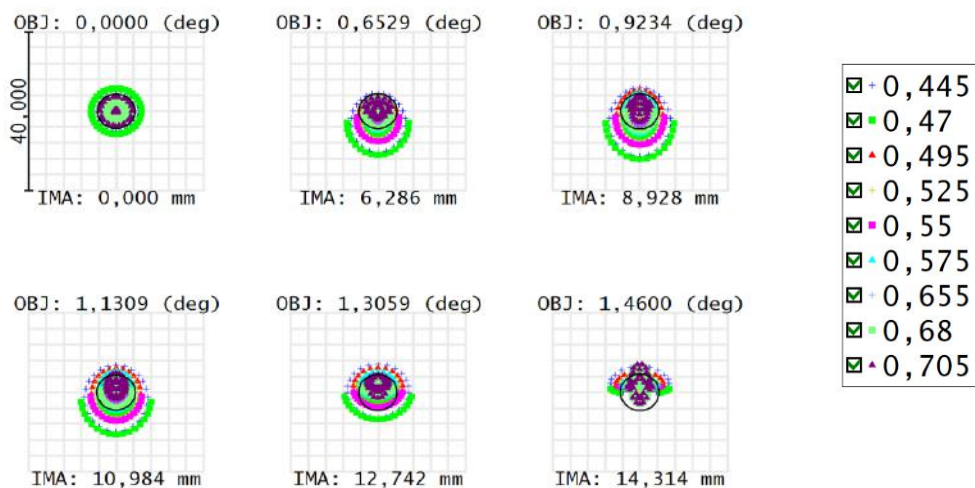 OBJ: 0,0000 (deg)
OBJ: 0,6529 (deg)
OBJ: 0,9234 (deg)
40,000
IMA: 0,000 mm
IMA: 6,286 mm
IMA: 8,928 mm
OBJ: 1,1309 (deg)
OBJ: 1,3059 (deg)
OBJ: 1,4600 (deg)
IMA: 10,984 mm
IMA: 12,742 mm
IMA: 14,314 mm
0,445
0,47
0,495
0,525
0,55
0,575
0,655
0,68
0,705